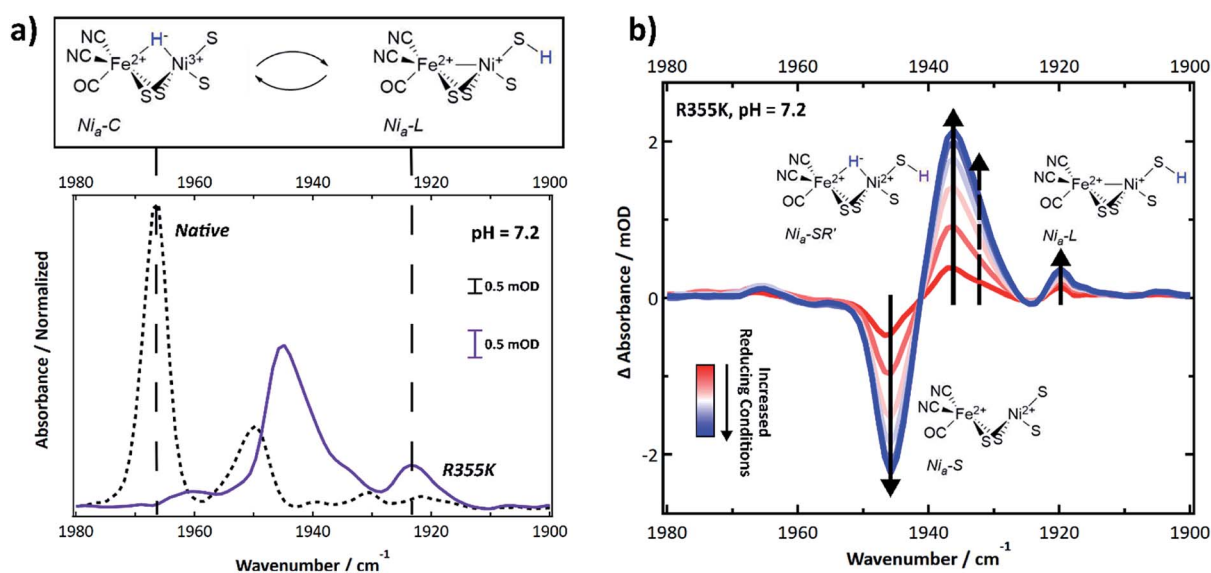 a)
NC
NC
OC
Fe2+
H-
Ni3+
S
S
S
S
Nia-C
NC
NC
OC
Fe2+
Ni+
S
H
S
S
S
Nia-L
1980 1960 1940 1920 1900
Native
pH = 7.2
0.5 mOD
0.5 mOD
R355K
Absorbance / Normalized
1980 1960 1940 1920 1900
Wavenumber / cm-1
b)
1980 1960 1940 1920 1900
R355K, pH = 7.2
NC
NC
OC
Fe2+
H-
Ni2+
S
H
S
S
S
Nia-SR'
NC
NC
OC
Fe2+
Ni+
S
H
S
S
S
Nia-L
2
0
-2
Δ Absorbance / mOD
Increased
Reducing Conditions
NC
NC
OC
Fe2+
Ni2+
S
S
S
S
Nia-S
1980 1960 1940 1920 1900
Wavenumber / cm-1